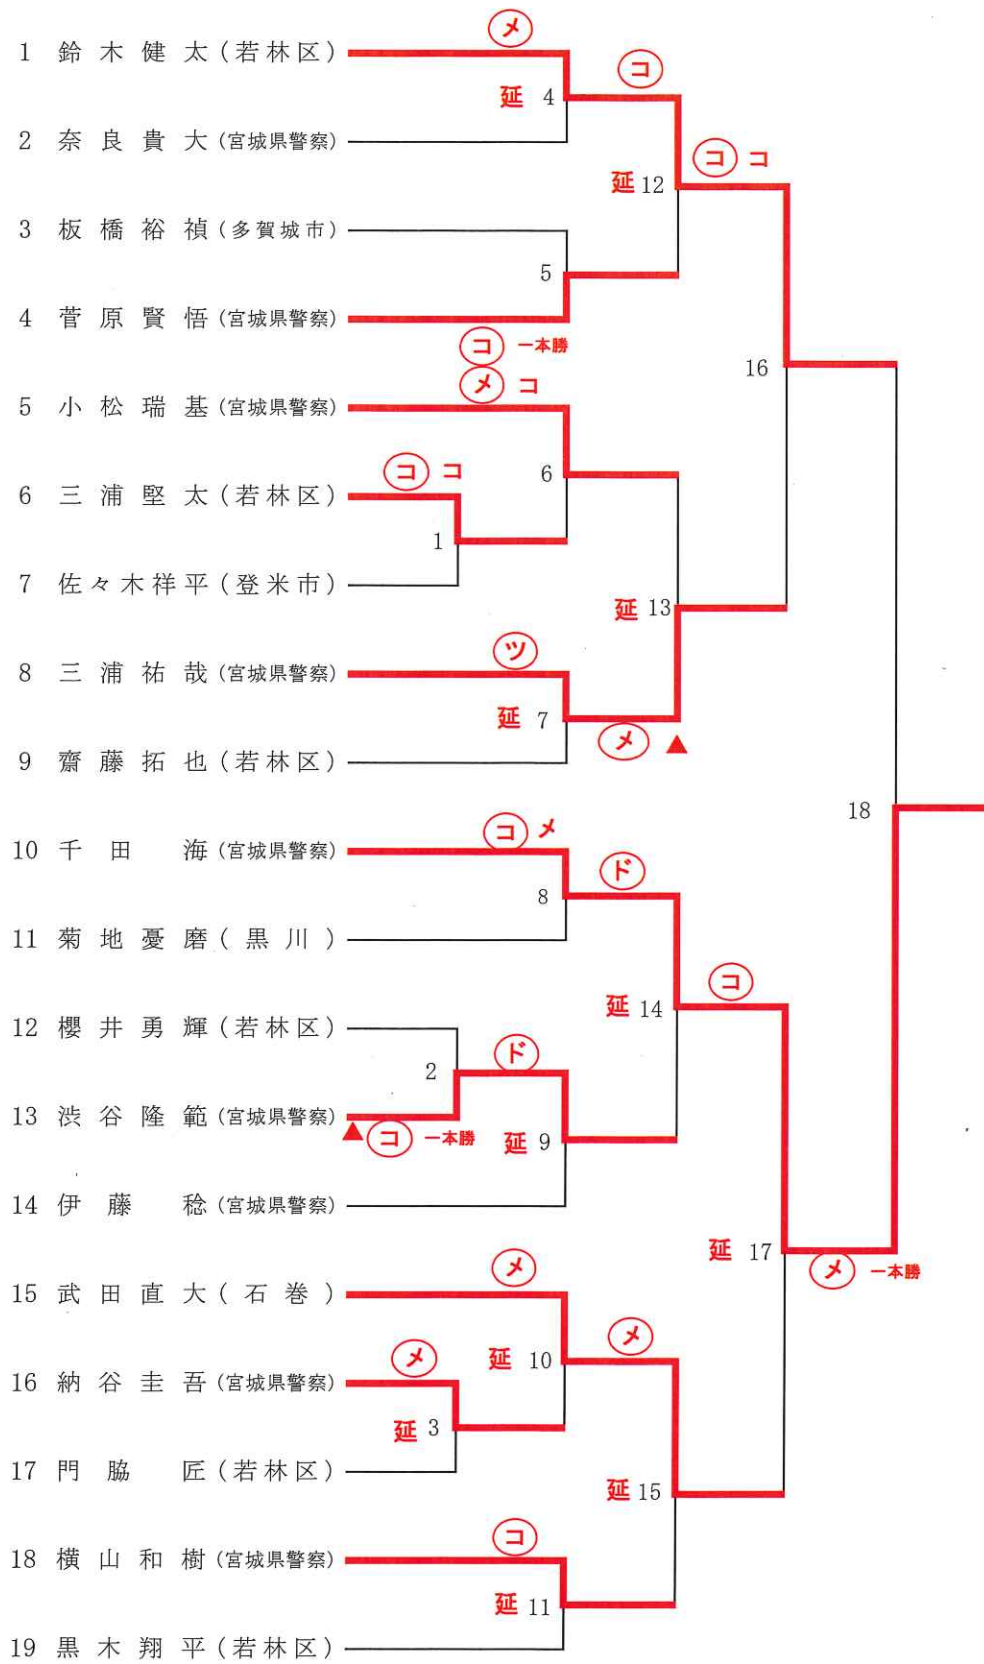 メ
1 鈴木健太(若林区)
コ
延 4
2 奈良貴大(宮城県警察)
コ コ
延 12
3 板橋裕禎(多賀城市)
5
4 菅原賢悟(宮城県警察)
コ 一本勝
16
メ コ
5 小松瑞基(宮城県警察)
コ コ
6
6 三浦堅太(若林区)
1
7 佐々木祥平(登米市)
延 13
ツ
8 三浦祐哉(宮城県警察)
延 7
メ ▲
9 齋藤拓也(若林区)
18
コ メ
10 千田海(宮城県警察)
ド
8
11 菊地憂磨(黒川)
コ
延 14
12 櫻井勇輝(若林区)
ド
2
13 渋谷隆範(宮城県警察)
▲ コ 一本勝
延 9
14 伊藤稔(宮城県警察)
延 17
メ 一本勝
メ
15 武田直大(石巻)
メ
延 10
メ
16 納谷圭吾(宮城県警察)
延 3
17 門脇匠(若林区)
延 15
コ
18 横山和樹(宮城県警察)
延 11
19 黒木翔平(若林区)